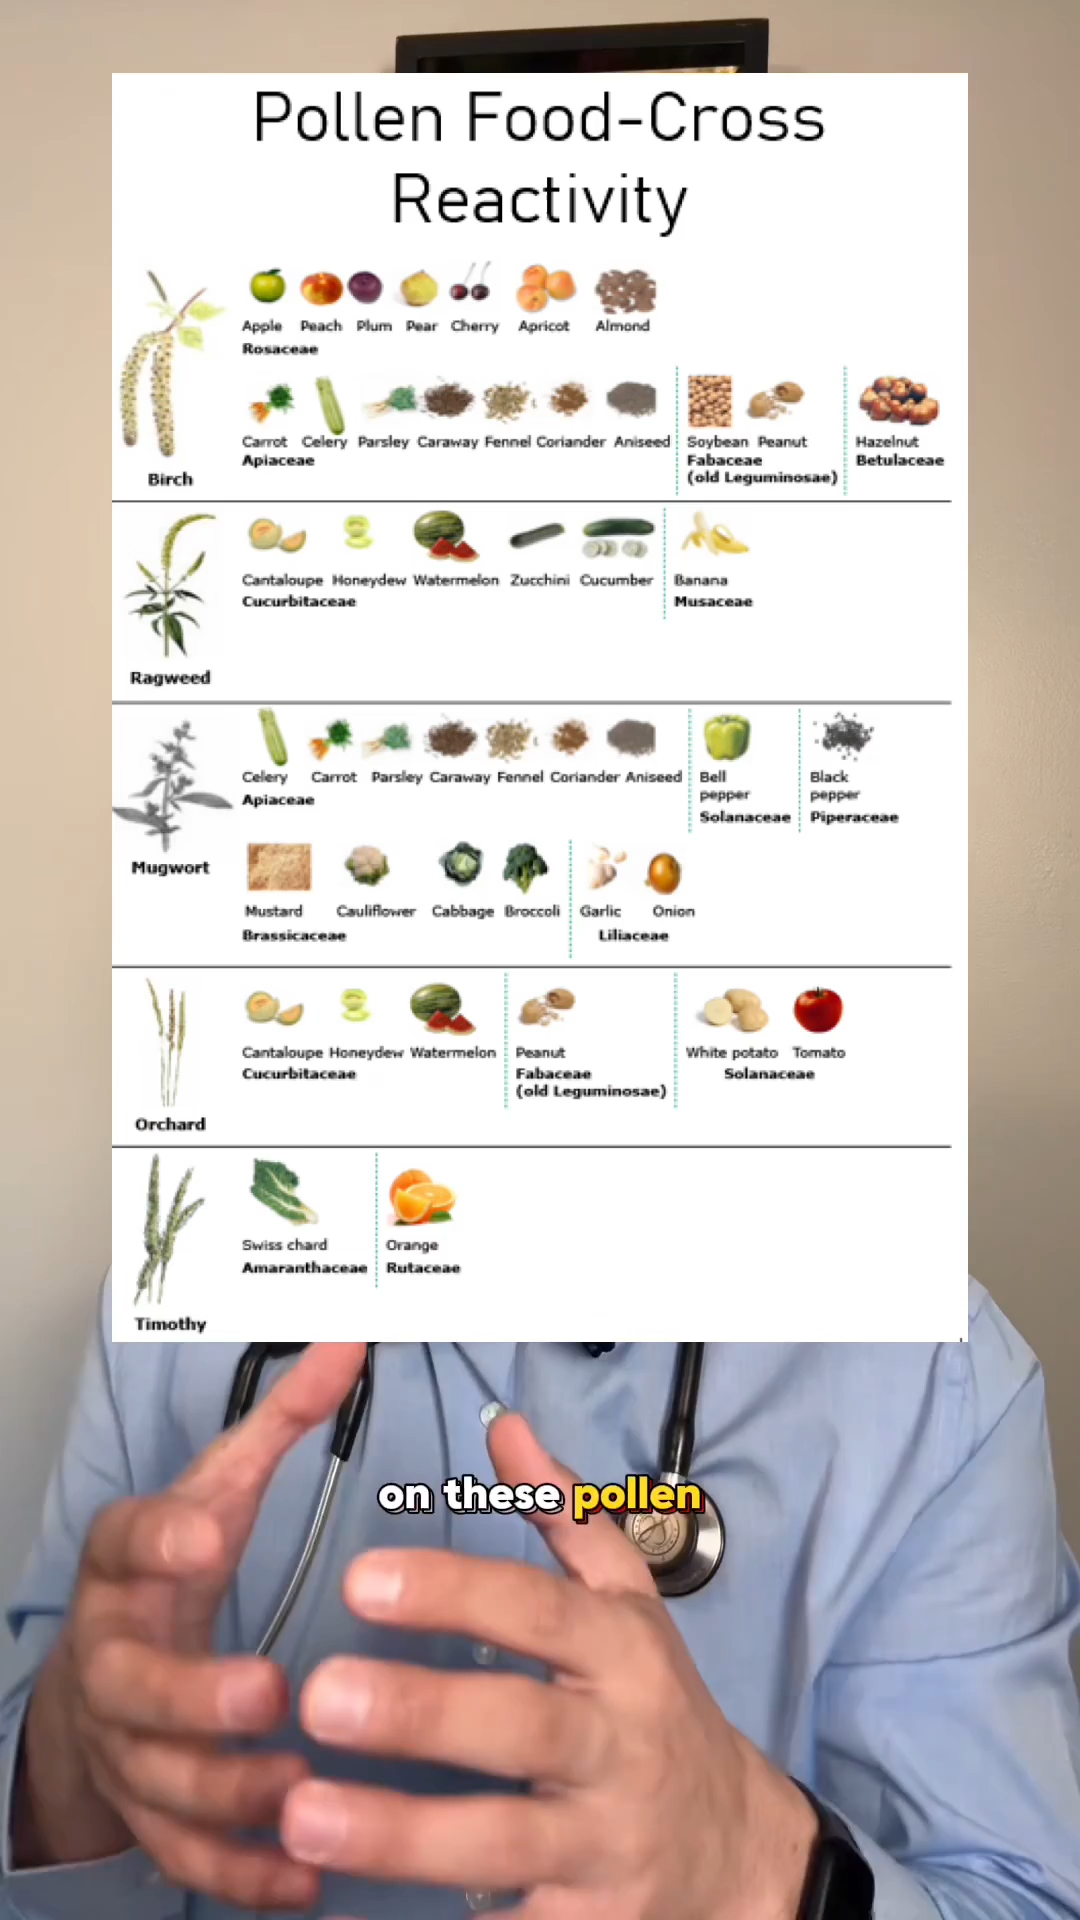 Pollen Food-Cross
Reactivity
Apple Peach Plum Pear Cherry Apricot Almond
Rosaceae
Carrot Celery Parsley Caraway Fennel Coriander Aniseed Soybean Peanut Hazelnut
Apiaceae Fabaceae Betulaceae
(old Leguminosae)
Birch
Cantaloupe Honeydew Watermelon Zucchini Cucumber Banana
Cucurbitaceae Musaceae
Ragweed
Celery Carrot Parsley Caraway Fennel Coriander Aniseed Bell Black
pepper pepper
Apiaceae Solanaceae Piperaceae
Mugwort
Mustard Cauliflower Cabbage Broccoli Garlic Onion
Brassicaceae Liliaceae
Cantaloupe Honeydew Watermelon Peanut White potato Tomato
Cucurbitaceae Fabaceae Solanaceae
(old Leguminosae)
Orchard
Swiss chard Orange
Amaranthaceae Rutaceae
Timothy
on these pollen